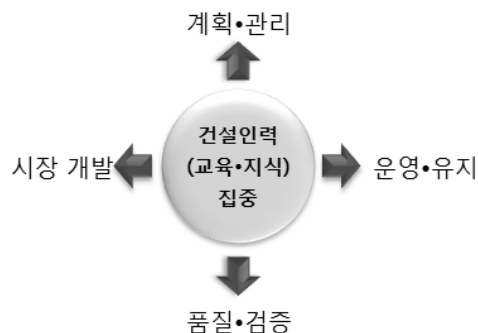 계획•관리
건설인력
시장 개발
(교육•지식)
운영•유지
집중
품질•검증